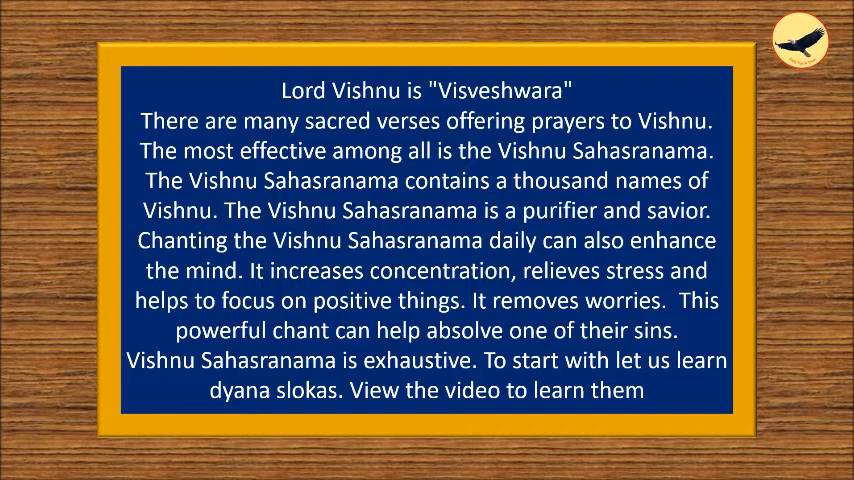 Lord Vishnu is "Visveshwara"
There are many sacred verses offering prayers to Vishnu.
The most effective among all is the Vishnu Sahasranama.
The Vishnu Sahasranama contains a thousand names of
Vishnu. The Vishnu Sahasranama is a purifier and savior.
Chanting the Vishnu Sahasranama daily can also enhance
the mind. It increases concentration, relieves stress and
helps to focus on positive things. It removes worries.  This
powerful chant can help absolve one of their sins.
Vishnu Sahasranama is exhaustive. To start with let us learn
dyana slokas. View the video to learn them